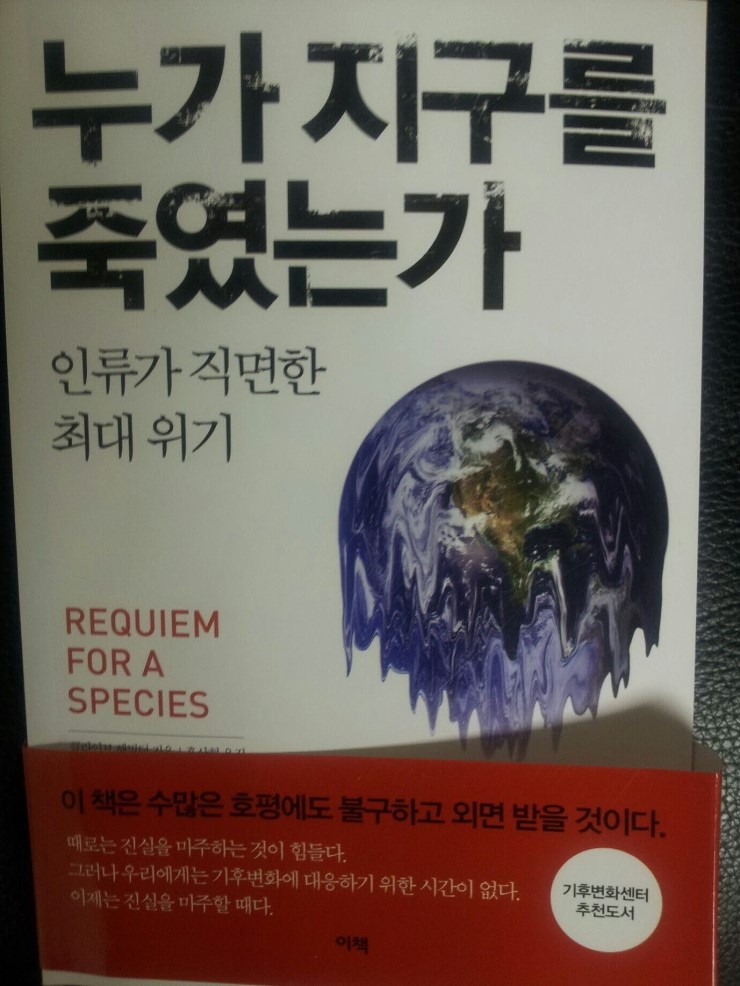 누가 지구를
죽였는가
인류가 직면한
최대 위기
REQUIEM
FOR A
SPECIES
이 책은 수많은 호평에도 불구하고 외면 받을 것이다.
때로는 진실을 마주하는 것이 힘들다.
그러나 우리에게는 기후변화에 대응하기 위한 시간이 없다.
이제는 진실을 마주할 때다.
기후변화센터
추천도서
이책